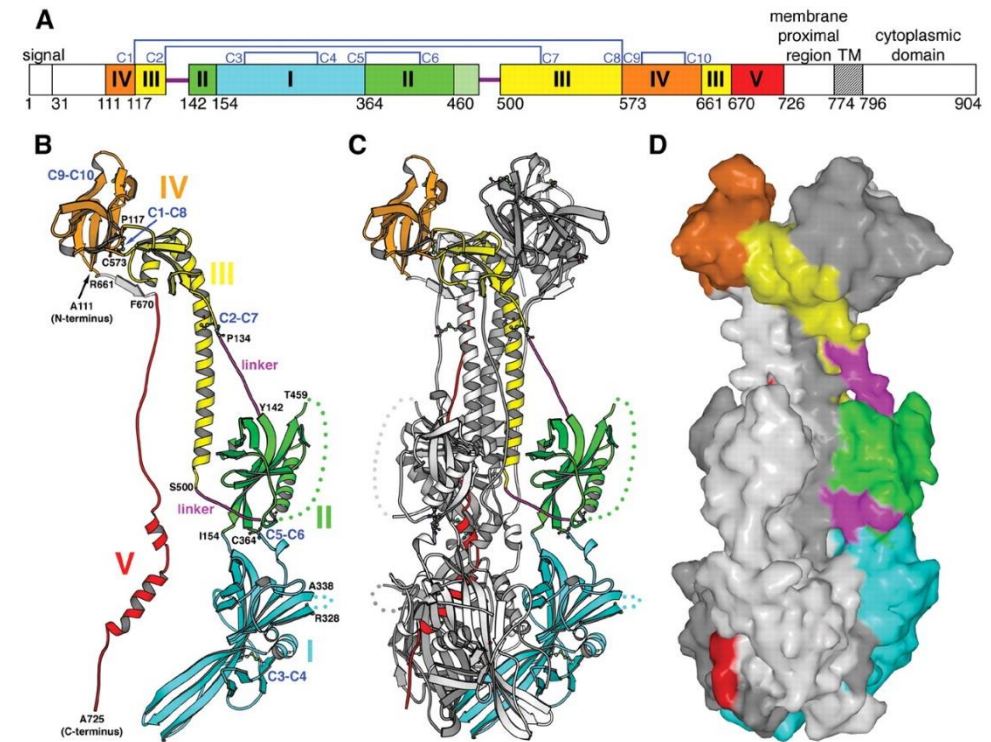 A
membrane
proximal
region
cytoplasmic
domain
signal
TM
C1 C2 C3 C4 C5 C6 C7 C8 C9 C10
IV III II I II III IV III V
1 31 111 117 142 154 364 460 500 573 661 670 726 774 796 904
B
C
D
C9-C10
IV
P117
C1-C8
C573
III
R661
A111
(N-terminus)
F670
C2-C7
P134
linker
T459
Y142
S500
linker
II
I154
C364
C5-C6
V
A338
R328
I
C3-C4
A725
(C-terminus)